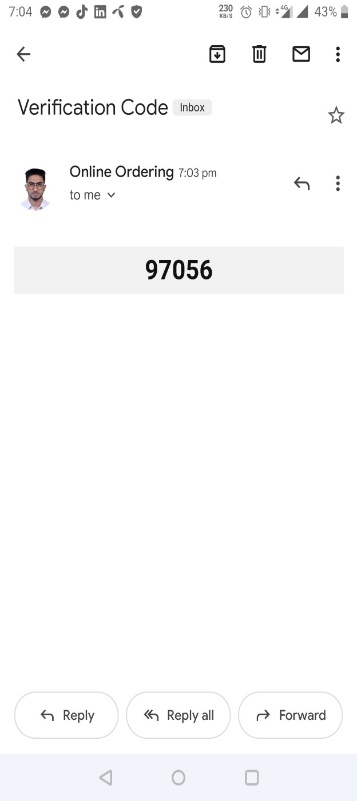 7:04
230
KB/S
4G
43%
Verification Code Inbox
Online Ordering 7:03 pm
to me
97056
Reply
Reply all
Forward